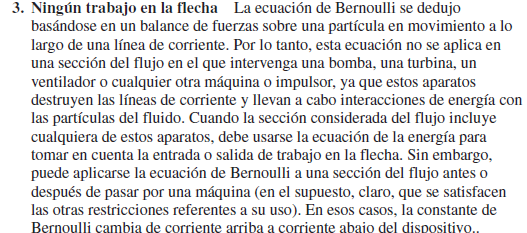 3. Ningún trabajo en la flecha La ecuación de Bernoulli se dedujo
basándose en un balance de fuerzas sobre una partícula en movimiento a lo
largo de una línea de corriente. Por lo tanto, esta ecuación no se aplica en
una sección del flujo en el que intervenga una bomba, una turbina, un
ventilador o cualquier otra máquina o impulsor, ya que estos aparatos
destruyen las líneas de corriente y llevan a cabo interacciones de energía con
las partículas del fluido. Cuando la sección considerada del flujo incluye
cualquiera de estos aparatos, debe usarse la ecuación de la energía para
tomar en cuenta la entrada o salida de trabajo en la flecha. Sin embargo,
puede aplicarse la ecuación de Bernoulli a una sección del flujo antes o
después de pasar por una máquina (en el supuesto, claro, que se satisfacen
las otras restricciones referentes a su uso). En esos casos, la constante de
Bernoulli cambia de corriente arriba a corriente abajo del dispositivo..